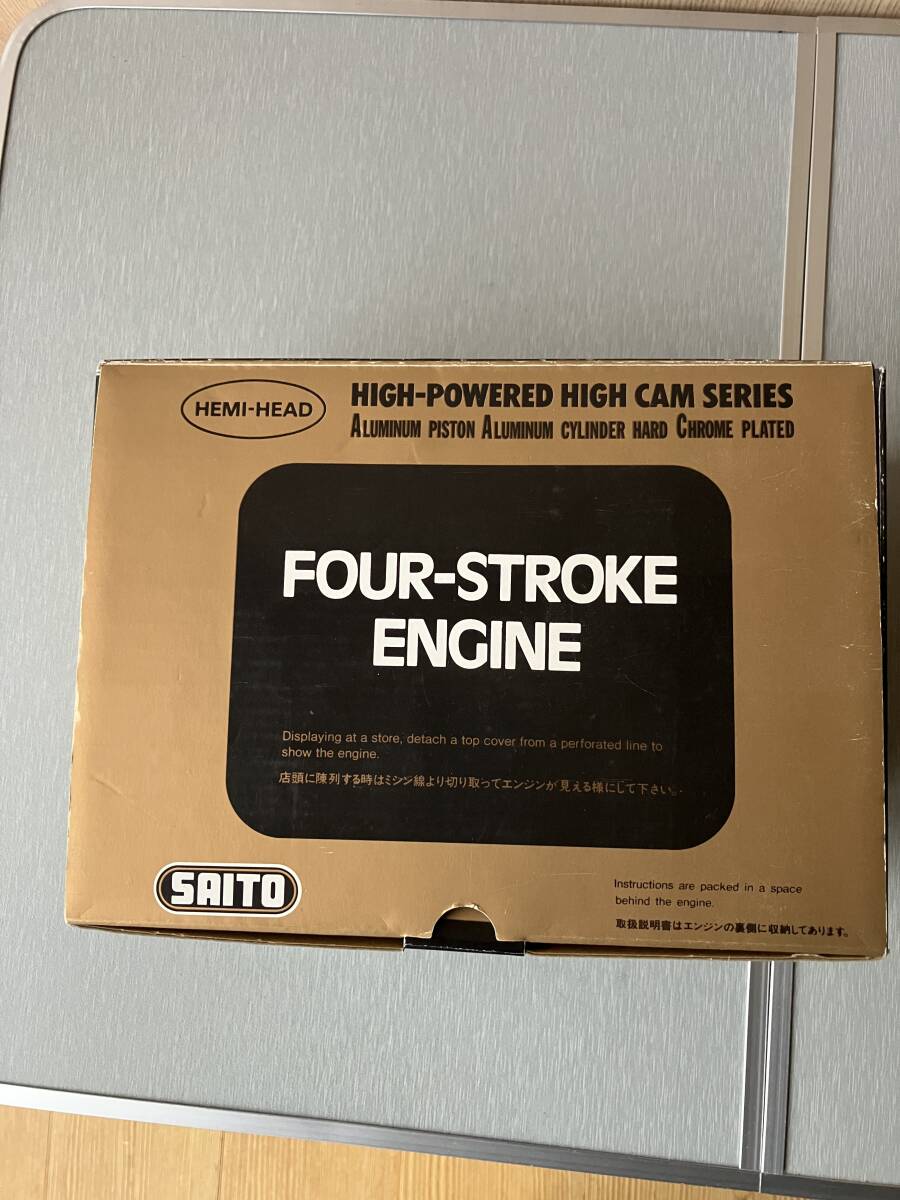 HEMI-HEAD
HIGH-POWERED HIGH CAM SERIES
ALUMINUM PISTON ALUMINUM CYLINDER HARD CHROME PLATED
FOUR-STROKE
ENGINE
Displaying at a store, detach a top cover from a perforated line to
show the engine.
店頭に陳列する時はミシン線より切り取ってエンジンが見える様にして下さい。
SAITO
Instructions are packed in a space
behind the engine.
取扱説明書はエンジンの裏側に収納してあります。